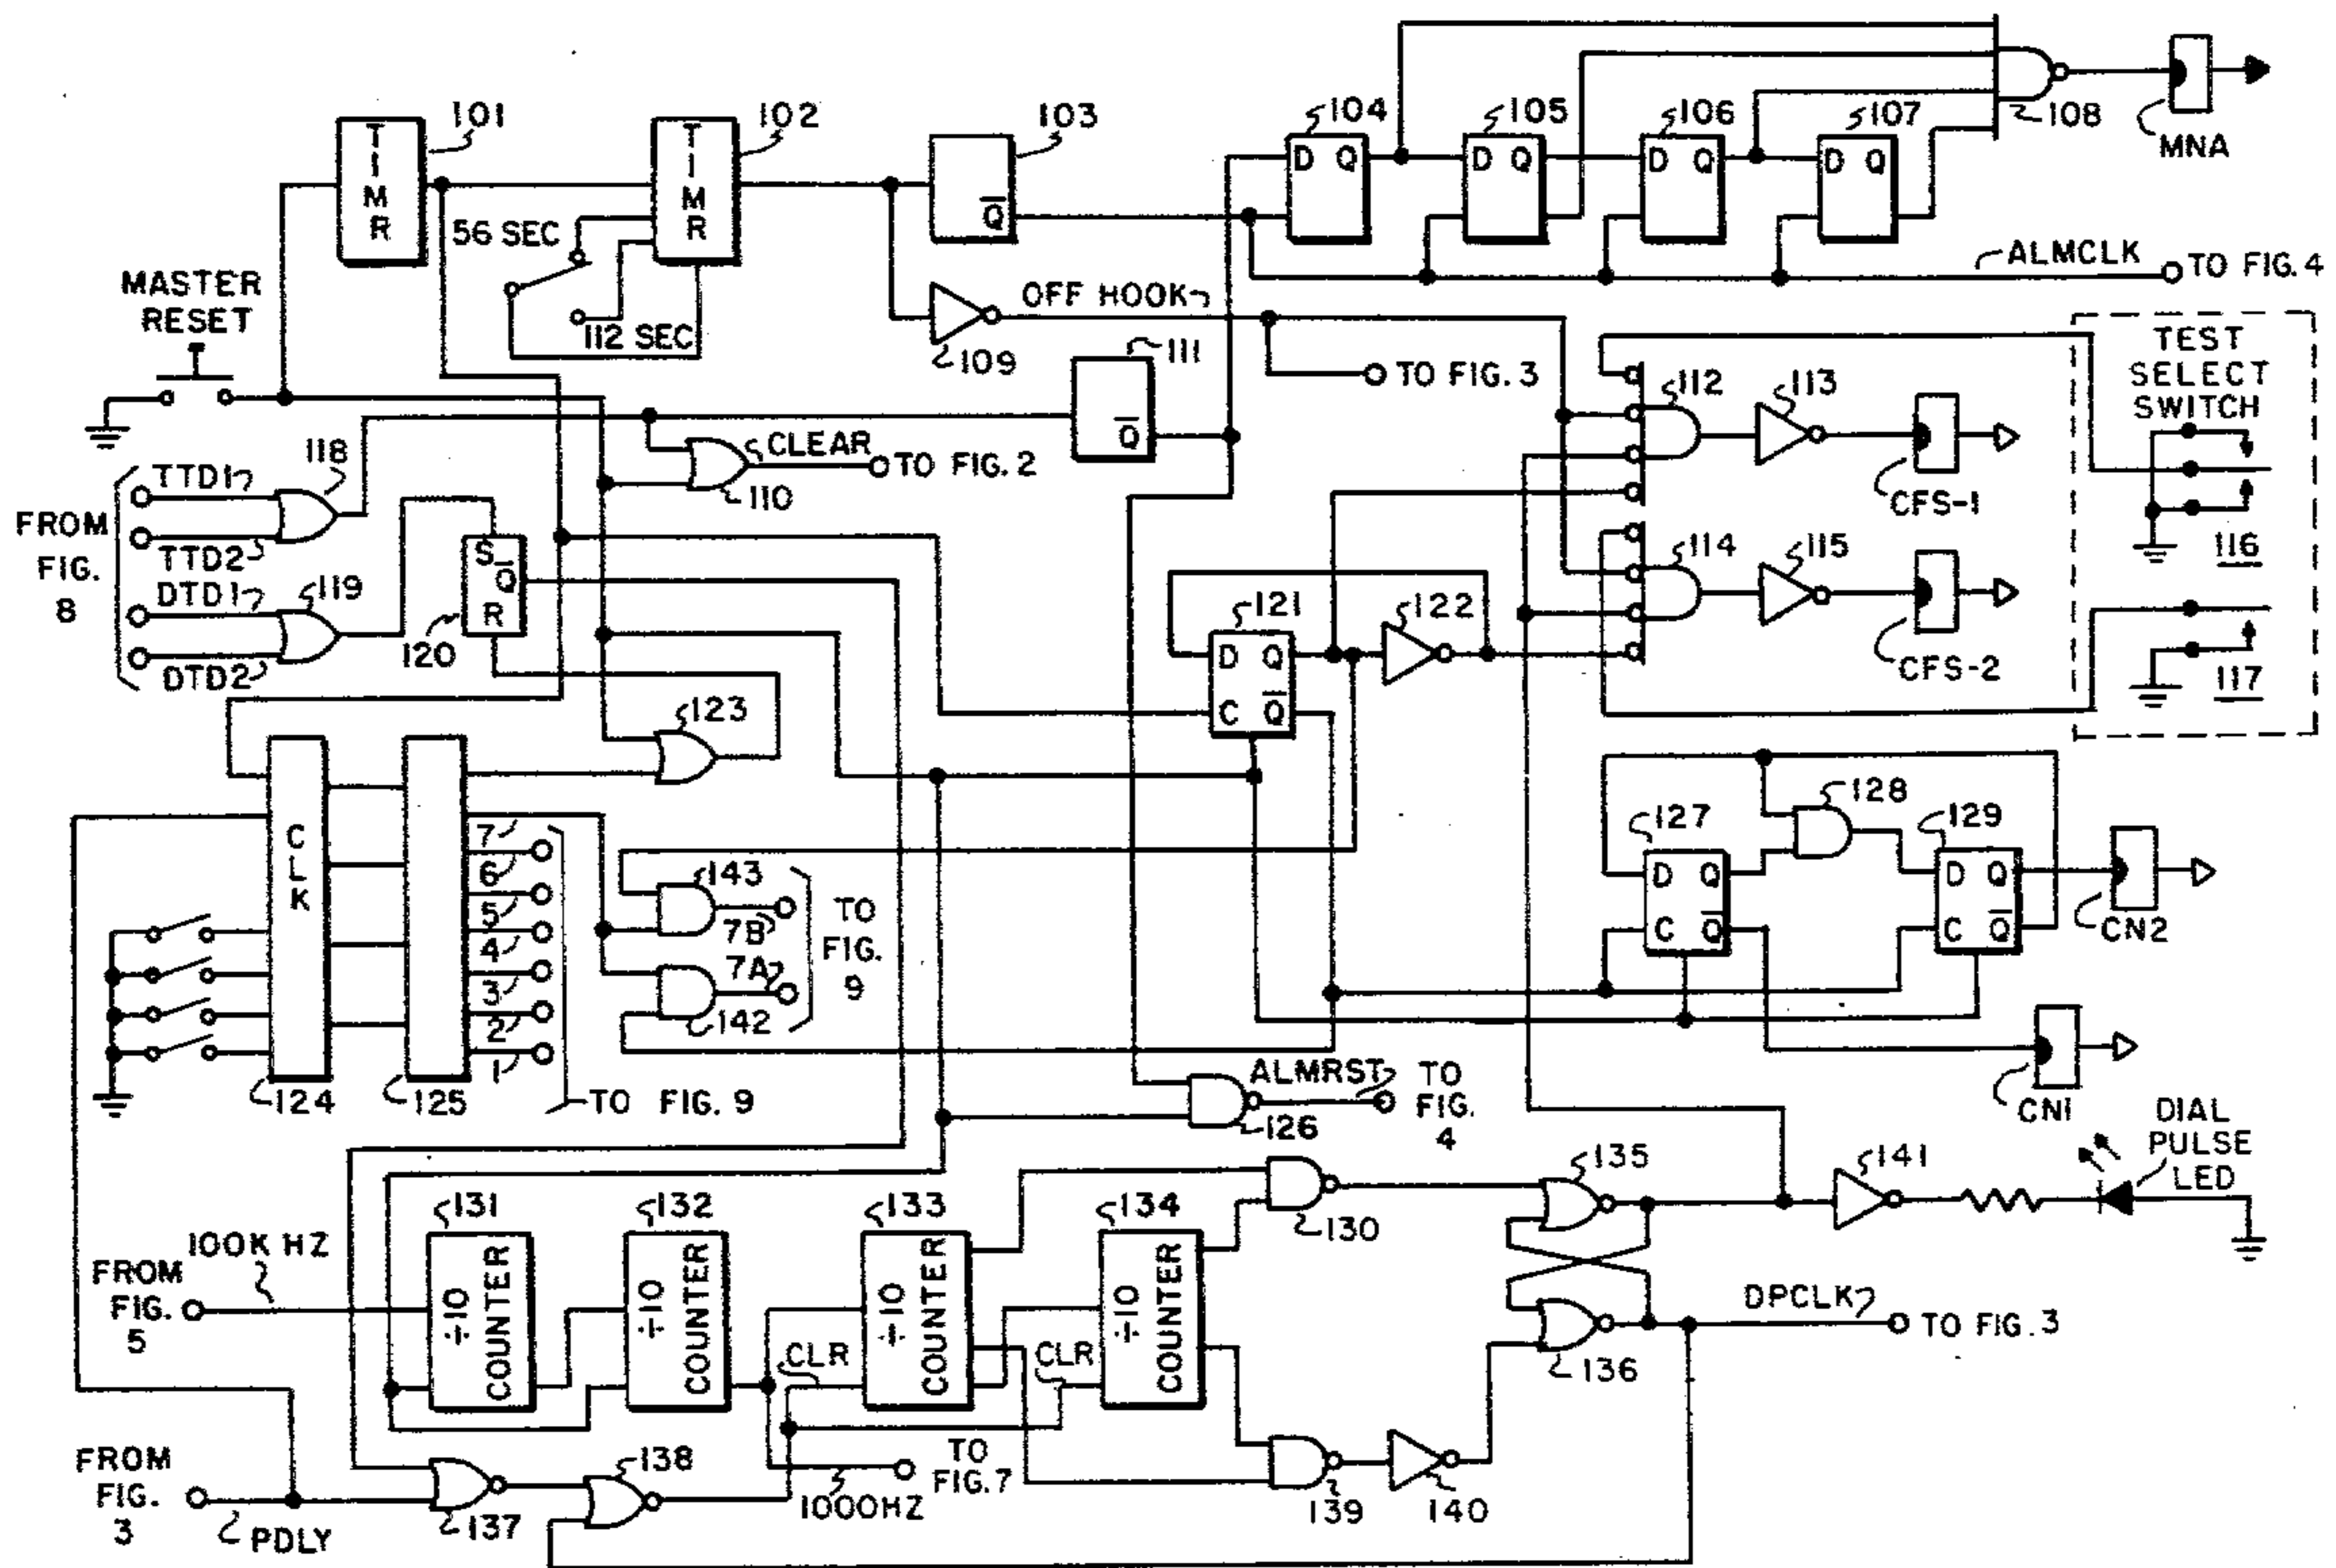 101
102
103
104
105
106
107
108
MNA
T
I
M
R
T
I
M
R
Q
D Q
D Q
D Q
D Q
56 SEC
112 SEC
ALMCLK
TO FIG. 4
MASTER
RESET
OFF HOOK
109
111
Q
TO FIG. 3
112
113
CFS-1
TEST
SELECT
SWITCH
116
117
CLEAR
TO FIG. 2
110
FROM
FIG.
8
TTD1
TTD2
118
DTD1
DTD2
119
S
Q
R
120
114
115
CFS-2
121
D Q
C Q
122
123
C
L
K
124
125
7
6
5
4
3
2
1
TO FIG. 9
143
7B
7A
142
TO
FIG.
9
127
D Q
C Q
128
129
D Q
C Q
CN2
CN1
ALMRST
TO
FIG.
4
126
DIAL
PULSE
LED
131
÷10
COUNTER
132
÷10
COUNTER
133
÷10
COUNTER
134
÷10
COUNTER
130
135
141
100K HZ
FROM
FIG.
5
CLR
CLR
136
DPCLK
TO FIG. 3
FROM
FIG.
3
PDLY
137
138
1000HZ
TO
FIG. 7
139
140